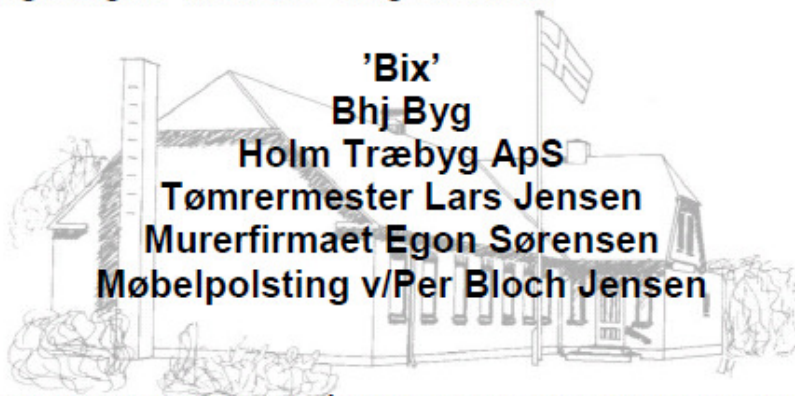 ’Bix’
Bhj Byg
Holm Træbyg ApS
Tømrermester Lars Jensen
Murerfirmaet Egon Sørensen
Møbelpolsting v/Per Bloch Jensen